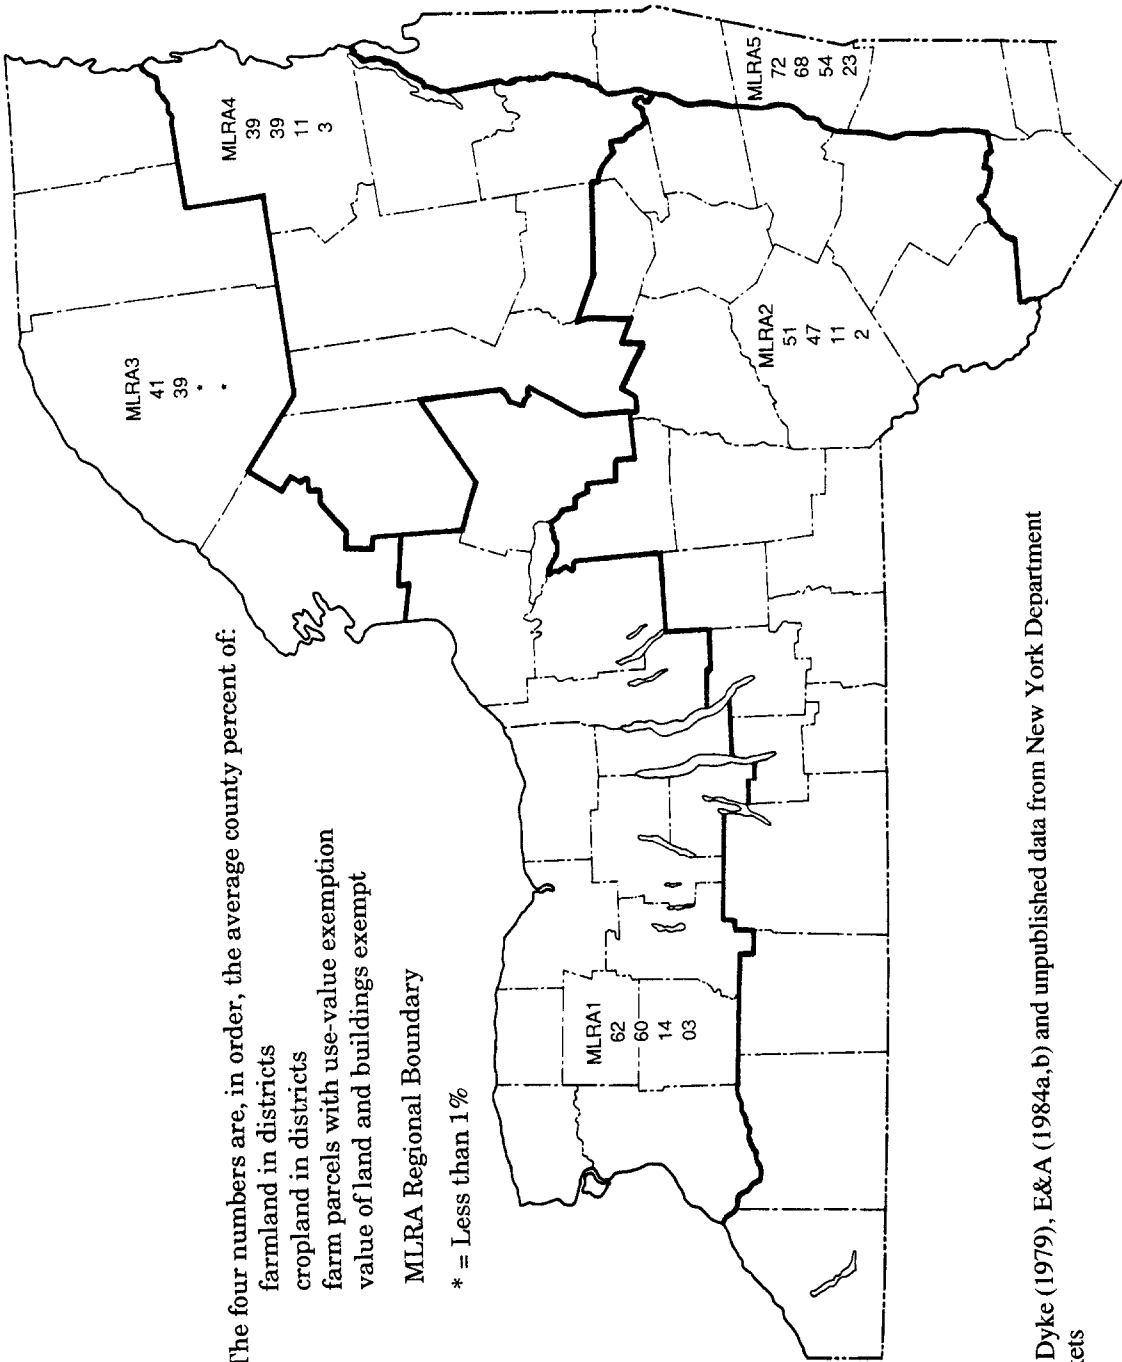 The four numbers are, in order, the average county percent of:
farmland in districts
cropland in districts
farm parcels with use-value exemption
value of land and buildings exempt
MLRA Regional Boundary
* = Less than 1%
MLRA3
41
39
*
*
MLRA4
39
39
11
3
MLRA1
62
60
14
03
MLRA2
51
47
11
2
MLRA5
72
68
54
23
Dyke (1979), E&A (1984a,b) and unpublished data from New York Department
ets